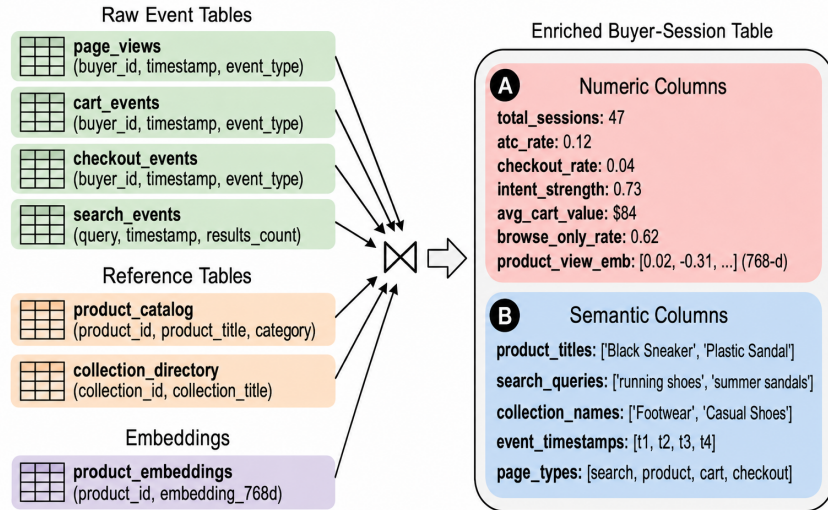 Raw Event Tables
page_views
(buyer_id, timestamp, event_type)
cart_events
(buyer_id, timestamp, event_type)
checkout_events
(buyer_id, timestamp, event_type)
search_events
(query, timestamp, results_count)
Reference Tables
product_catalog
(product_id, product_title, category)
collection_directory
(collection_id, collection_title)
Embeddings
product_embeddings
(product_id, embedding_768d)
Enriched Buyer-Session Table
A Numeric Columns
total_sessions: 47
atc_rate: 0.12
checkout_rate: 0.04
intent_strength: 0.73
avg_cart_value: $84
browse_only_rate: 0.62
product_view_emb: [0.02, -0.31, ...] (768-d)
B Semantic Columns
product_titles: ['Black Sneaker', 'Plastic Sandal']
search_queries: ['running shoes', 'summer sandals']
collection_names: ['Footwear', 'Casual Shoes']
event_timestamps: [t1, t2, t3, t4]
page_types: [search, product, cart, checkout]